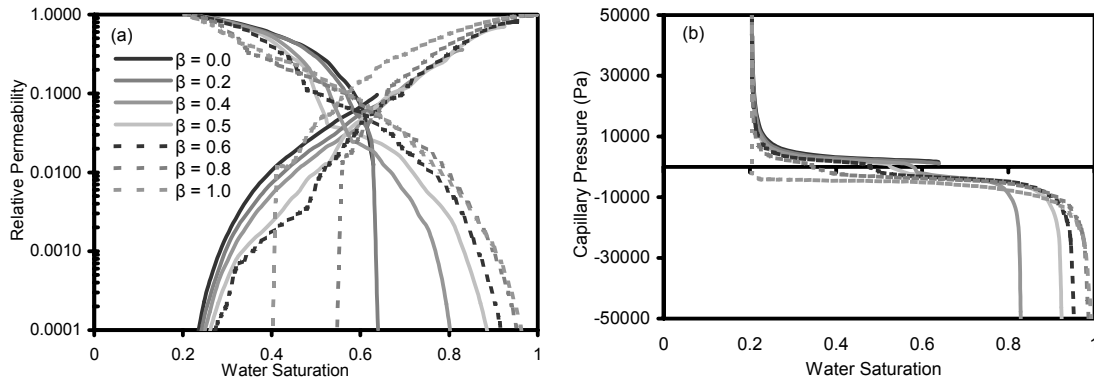 1.0000
0.1000
0.0100
0.0010
0.0001
Relative Permeability
(a)
β = 0.0
β = 0.2
β = 0.4
β = 0.5
β = 0.6
β = 0.8
β = 1.0
0
0.2
0.4
0.6
0.8
1
Water Saturation
50000
30000
10000
-10000
-30000
-50000
Capillary Pressure (Pa)
(b)
0
0.2
0.4
0.6
0.8
1
Water Saturation